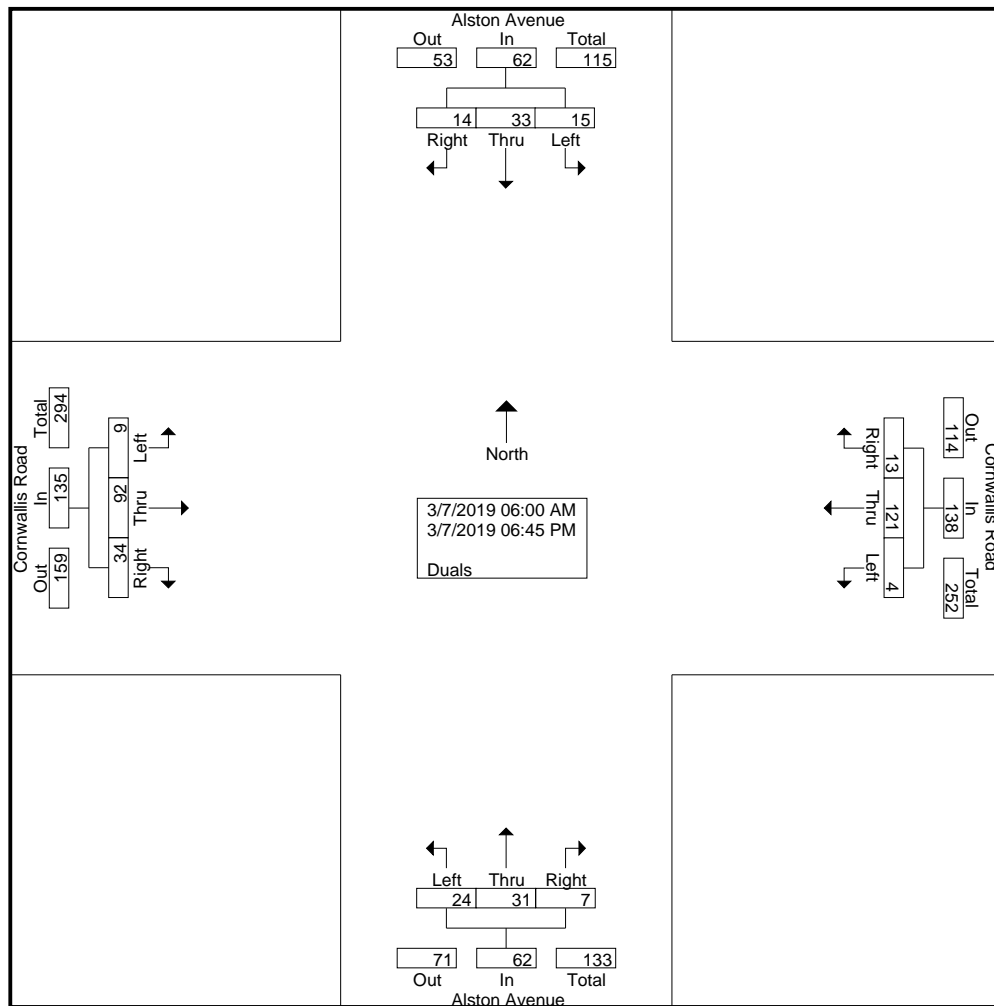 Alston Avenue
Out In Total
53 62 115
14 33 15
Right Thru Left
Cornwallis Road
Total In Out
294 135 159
9 92 34
Left Thru Right
North
3/7/2019 06:00 AM
3/7/2019 06:45 PM
Duals
Right Thru Left
13 121 4
Out In Total
114 138 252
Cornwallis Road
Left Thru Right
24 31 7
71 62 133
Out In Total
Alston Avenue